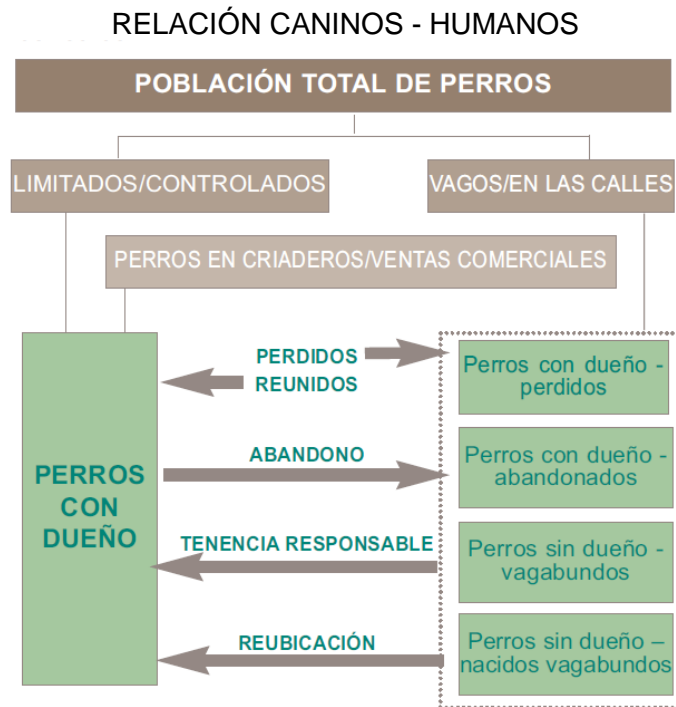 RELACIÓN CANINOS - HUMANOS
POBLACIÓN TOTAL DE PERROS
LIMITADOS/CONTROLADOS
VAGOS/EN LAS CALLES
PERROS EN CRIADEROS/VENTAS COMERCIALES
PERROS
CON
DUEÑO
PERDIDOS
REUNIDOS
ABANDONO
TENENCIA RESPONSABLE
REUBICACIÓN
Perros con dueño -
perdidos
Perros con dueño -
abandonados
Perros sin dueño -
vagabundos
Perros sin dueño –
nacidos vagabundos